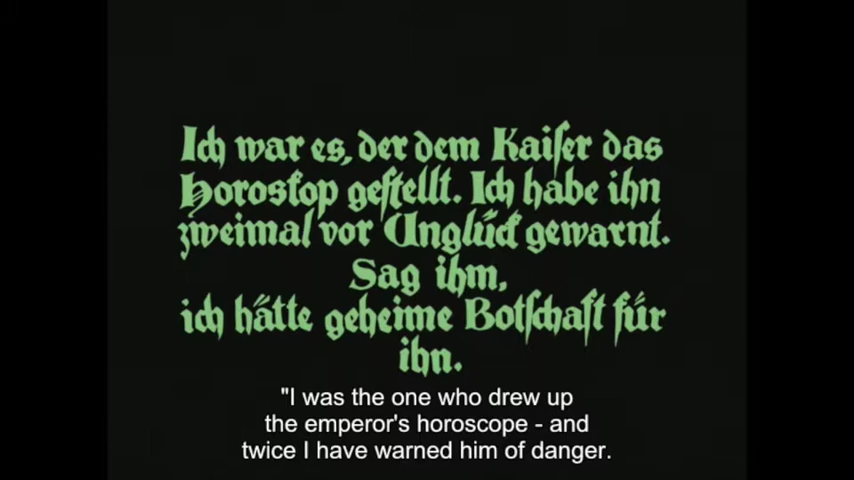 Ich war es, der dem Kaiser das
Horoskop gestellt. Ich habe ihn
zweimal vor Unglück gewarnt.
Sag ihm,
ich hätte geheime Botschaft für
ihn.
"I was the one who drew up
the emperor's horoscope - and
twice I have warned him of danger.